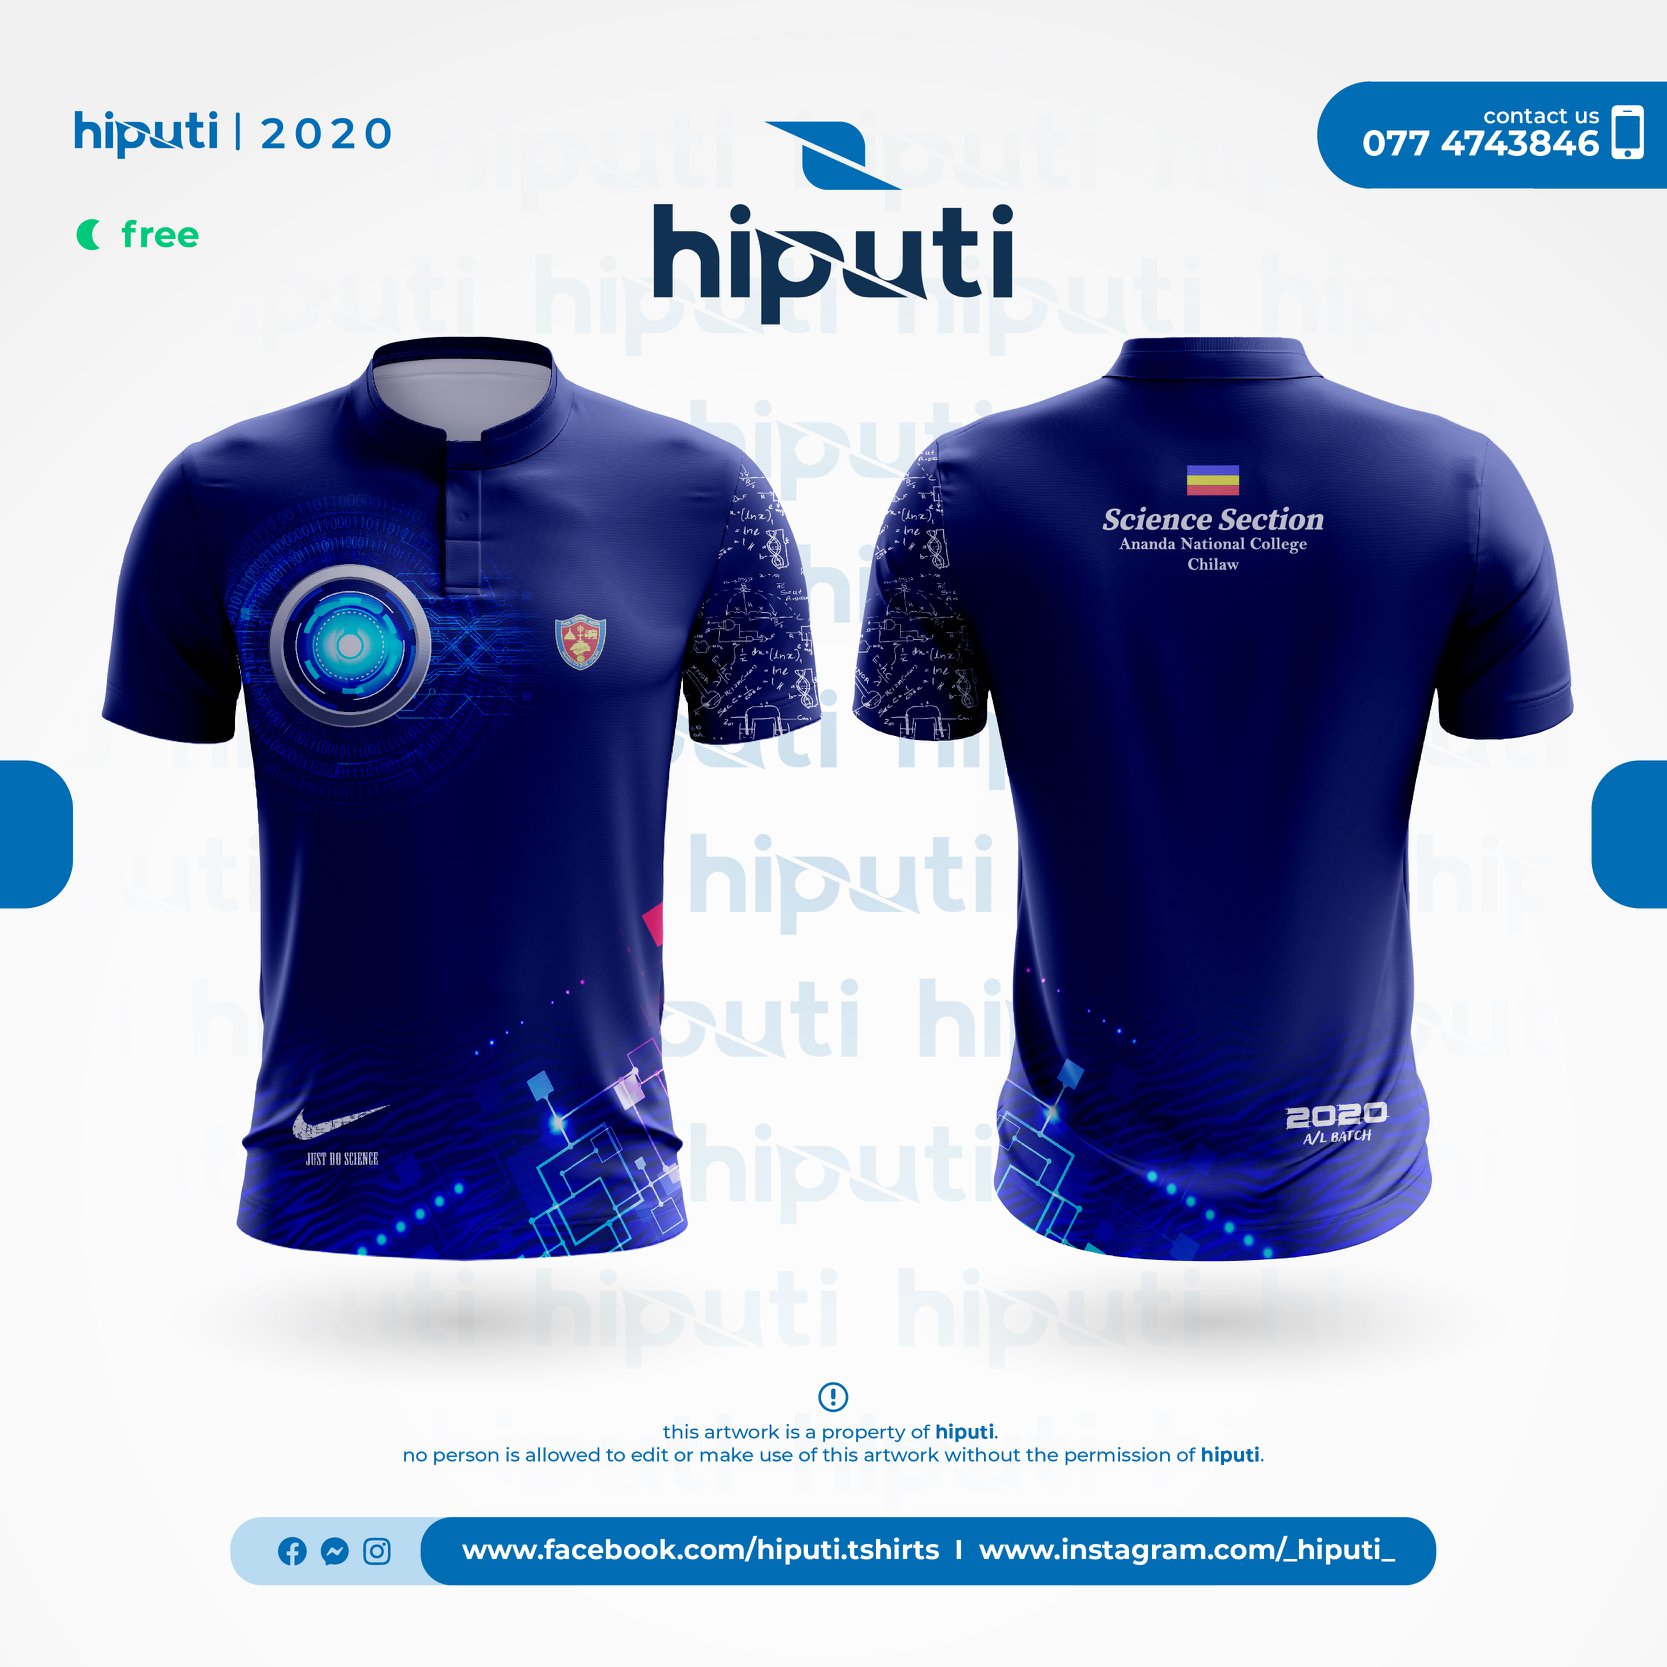 hiputi | 2020
contact us
077 4743846
free
hiputi
Science Section
Ananda National College
Chilaw
JUST DO SCIENCE
2020
A/L BATCH
this artwork is a property of hiputi.
no person is allowed to edit or make use of this artwork without the permission of hiputi.
www.facebook.com/hiputi.tshirts I www.instagram.com/_hiputi_